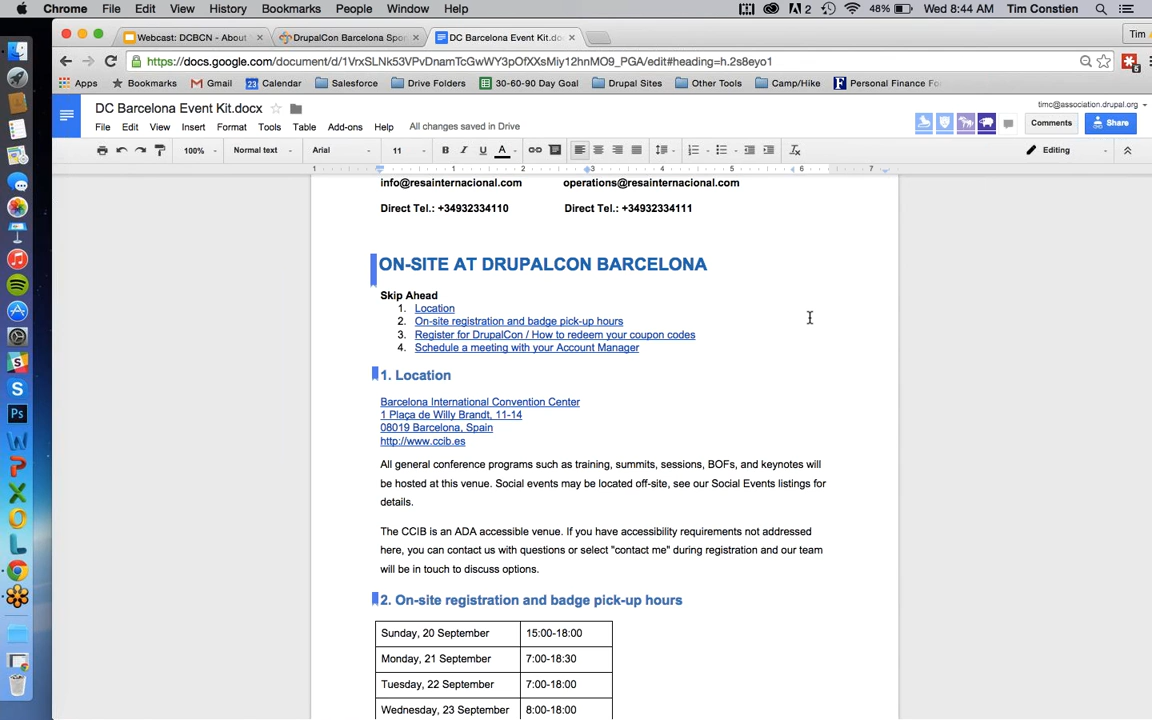 Chrome File Edit View History Bookmarks People Window Help 2 48% Wed 8:44 AM Tim Constien
Webcast: DCBCN - About DrupalCon Barcelona Spor DC Barcelona Event Kit.do Tim
https://docs.google.com/document/d/1VrxSLNk53VPvDnamTcGwWY3pOfXXsMiy12hnMO9_PGA/edit#heading=h.2s8eyo1
Apps Bookmarks Gmail 23 Calendar Salesforce Drive Folders 30-60-90 Day Goal Drupal Sites Other Tools Camp/Hike Personal Finance Fo
DC Barcelona Event Kit.docx
timc@association.drupal.org
File Edit View Insert Format Tools Table Add-ons Help All changes saved in Drive Comments Share
100% Normal text Arial 11 B I U A Editing
1 1 2 3 4 5 6 7
info@resainternacional.com operations@resainternacional.com
Direct Tel.: +34932334110 Direct Tel.: +34932334111
ON-SITE AT DRUPALCON BARCELONA
Skip Ahead
1. Location
2. On-site registration and badge pick-up hours
3. Register for DrupalCon / How to redeem your coupon codes
4. Schedule a meeting with your Account Manager
1. Location
Barcelona International Convention Center
1 Plaça de Willy Brandt, 11-14
08019 Barcelona, Spain
http://www.ccib.es
All general conference programs such as training, summits, sessions, BOFs, and keynotes will
be hosted at this venue. Social events may be located off-site, see our Social Events listings for
details.
The CCIB is an ADA accessible venue. If you have accessibility requirements not addressed
here, you can contact us with questions or select "contact me" during registration and our team
will be in touch to discuss options.
2. On-site registration and badge pick-up hours
Sunday, 20 September 15:00-18:00
Monday, 21 September 7:00-18:30
Tuesday, 22 September 7:00-18:00
Wednesday, 23 September 8:00-18:00